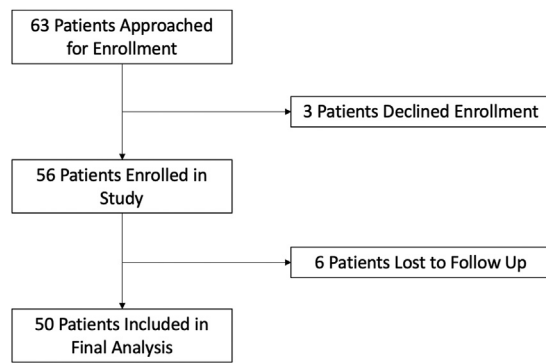 63 Patients Approached
for Enrollment
3 Patients Declined Enrollment
56 Patients Enrolled in
Study
6 Patients Lost to Follow Up
50 Patients Included in
Final Analysis